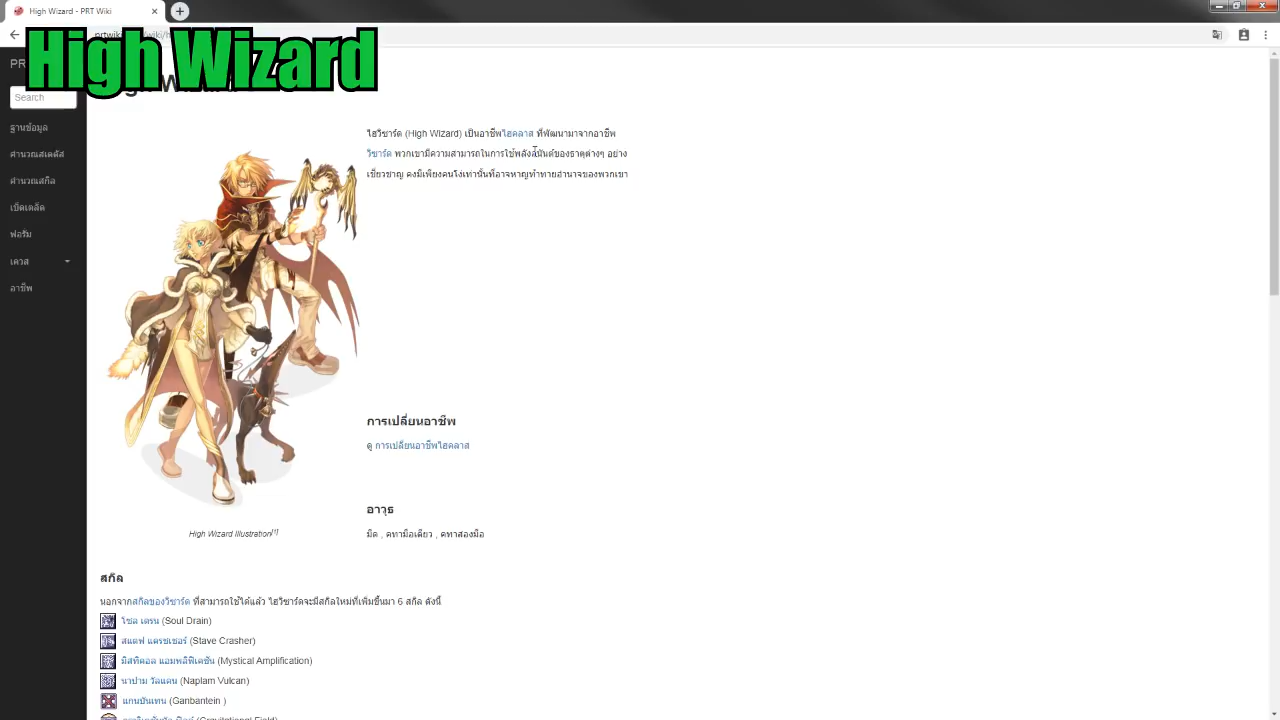 High Wizard - PRT Wiki
High Wizard
Search
ฐานข้อมูล
คำนวณสเตตัส
คำนวณสกิล
เบ็ดเตล็ด
ฟอรั่ม
เควส
อาชีพ
ไฮวิซาร์ด (High Wizard) เป็นอาชีพไฮคลาส ที่พัฒนามาจากอาชีพ
วิซาร์ด พวกเขามีความสามารถในการใช้พลังอนันต์ของธาตุต่างๆ อย่าง
เชี่ยวชาญ คงมีเพียงคนโง่เท่านั้นที่อาจหาญท้าทายอำนาจของพวกเขา
การเปลี่ยนอาชีพ
ดู การเปลี่ยนอาชีพไฮคลาส
อาวุธ
มีด , คทามือเดียว , คทาสองมือ
High Wizard Illustration[1]
สกิล
นอกจากสกิลของวิซาร์ด ที่สามารถใช้ได้แล้ว ไฮวิซาร์ดจะมีสกิลใหม่ที่เพิ่มขึ้นมา 6 สกิล ดังนี้
โซล เดรน (Soul Drain)
สแตฟ แครชเชอร์ (Stave Crasher)
มิสทิคอล แอมพลิฟิเคชั่น (Mystical Amplification)
นาปาม วัลแคน (Naplam Vulcan)
แกนบันเทน (Ganbantein )
(Gravitational Field)